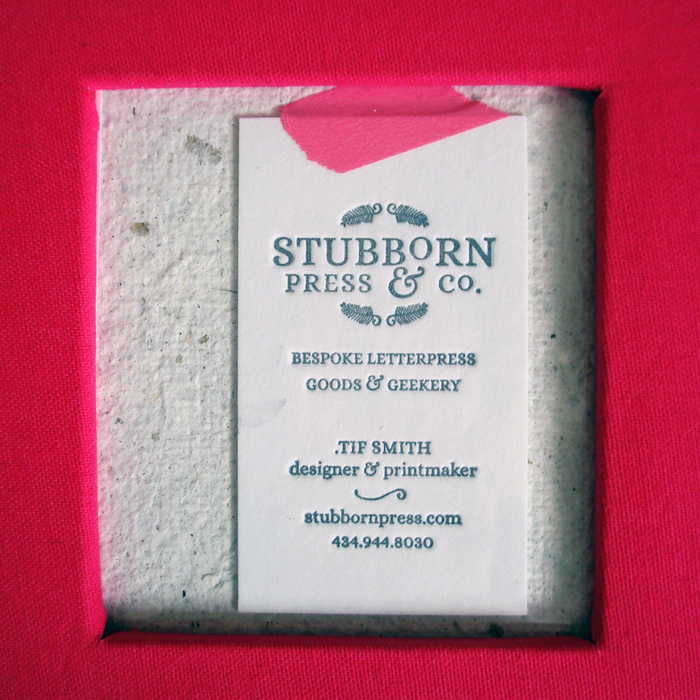 STUBBORN
PRESS & CO.
BESPOKE LETTERPRESS
GOODS & GEEKERY
.TIF SMITH
designer & printmaker
stubbornpress.com
434.944.8030